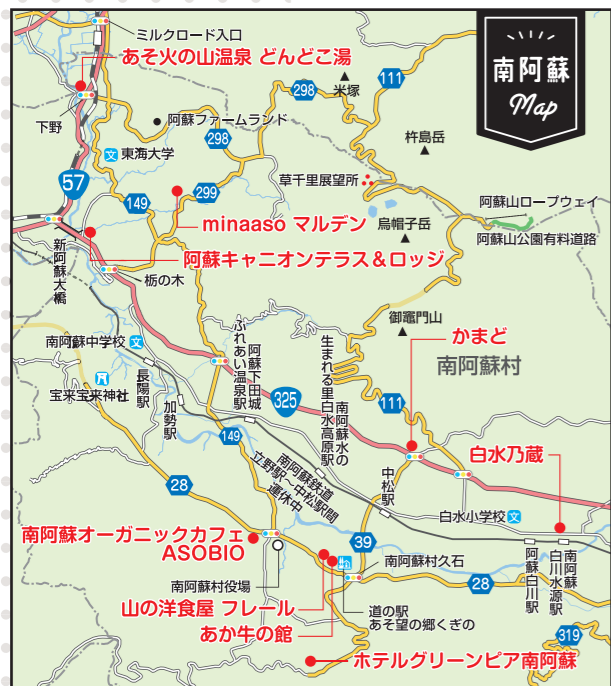 ミルクロード入口
あそ火の山温泉 どんどこ湯
南阿蘇
Map
111
298
米塚
下野
阿蘇ファームランド
298
杵島岳
文 東海大学
57
299
草千里展望所
149
阿蘇山ロープウェイ
minaaso マルデン
烏帽子岳
阿蘇山公園有料道路
阿蘇キャニオンテラス&ロッジ
新阿蘇大橋
栃の木
御竈門山
かまど
南阿蘇中学校 文
南阿蘇村
宝来宝来神社
長陽駅
加勢駅
阿蘇下田城
ふれあい温泉駅
南阿蘇水の
生まれる里白水高原駅
325
111
149
白水乃蔵
28
南阿蘇鉄道
立野駅~中松駅間
運休中
中松駅
白水小学校 文
南阿蘇オーガニックカフェ
ASOBIO
39
南阿蘇村久石
阿蘇白川駅
南阿蘇
白川水源駅
南阿蘇村役場
28
山の洋食屋 フレール
道の駅
あそ望の郷くぎの
あか牛の館
319
ホテルグリーンピア南阿蘇